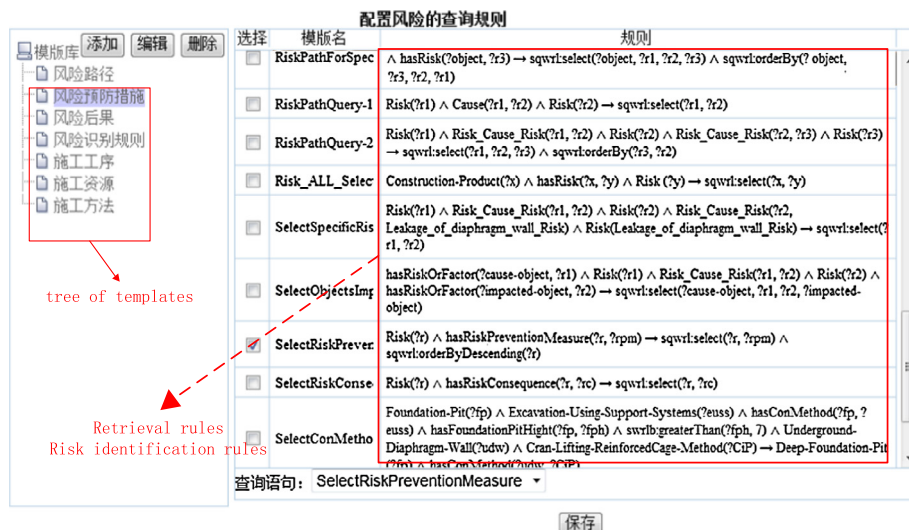 配置风险的查询规则
模版库 添加 编辑 删除
风险路径
风险预防措施
风险后果
风险识别规则
施工工序
施工资源
施工方法
tree of templates
Retrieval rules
Risk identification rules
选择 模版名 规则
RiskPathForSpec
∧ hasRisk(?object, ?r3) → sqwrl:select(?object, ?r1, ?r2, ?r3) ∧ sqwrl:orderBy(? object,
?r3, ?r2, ?r1)
RiskPathQuery-1
Risk(?r1) ∧ Cause(?r1, ?r2) ∧ Risk(?r2) → sqwrl:select(?r1, ?r2)
RiskPathQuery-2
Risk(?r1) ∧ Risk_Cause_Risk(?r1, ?r2) ∧ Risk(?r2) ∧ Risk_Cause_Risk(?r2, ?r3) ∧ Risk(?r3)
→ sqwrl:select(?r1, ?r2, ?r3) ∧ sqwrl:orderBy(?r3, ?r2)
Risk_ALL_Selec
Construction-Product(?x) ∧ hasRisk(?x, ?y) ∧ Risk (?y) → sqwrl:select(?x, ?y)
SelectSpecificRis
Risk(?r1) ∧ Risk_Cause_Risk(?r1, ?r2) ∧ Risk(?r2) ∧ Risk_Cause_Risk(?r2,
Leakage_of_diaphragm_wall_Risk) ∧ Risk(Leakage_of_diaphragm_wall_Risk) → sqwrl:select(?
r1, ?r2)
SelectObjectsImp
hasRiskOrFactor(?cause-object, ?r1) ∧ Risk(?r1) ∧ Risk_Cause_Risk(?r1, ?r2) ∧ Risk(?r2) ∧
hasRiskOrFactor(?impacted-object, ?r2) → sqwrl:select(?cause-object, ?r1, ?r2, ?impacted-
object)
SelectRiskPrever
Risk(?r) ∧ hasRiskPreventionMeasure(?r, ?rpm) → sqwrl:select(?r, ?rpm) ∧
sqwrl:orderByDescending(?r)
SelectRiskConse
Risk(?r) ∧ hasRiskConsequence(?r, ?rc) → sqwrl:select(?r, ?rc)
SelectConMetho
Foundation-Pit(?fp) ∧ Excavation-Using-Support-Systems(?euss) ∧ hasConMethod(?fp, ?
euss) ∧ hasFoundationPitHight(?fp, ?fph) ∧ swrlb:greaterThan(?fph, 7) ∧ Underground-
Diaphragm-Wall(?udw) ∧ Cran-Lifting-ReinforcedCage-Method(?CiP) → Deep-Foundation-Pit
(?fp) ∧ hasConMethod(?udw, ?CiP)
查询语句: SelectRiskPreventionMeasure
保存